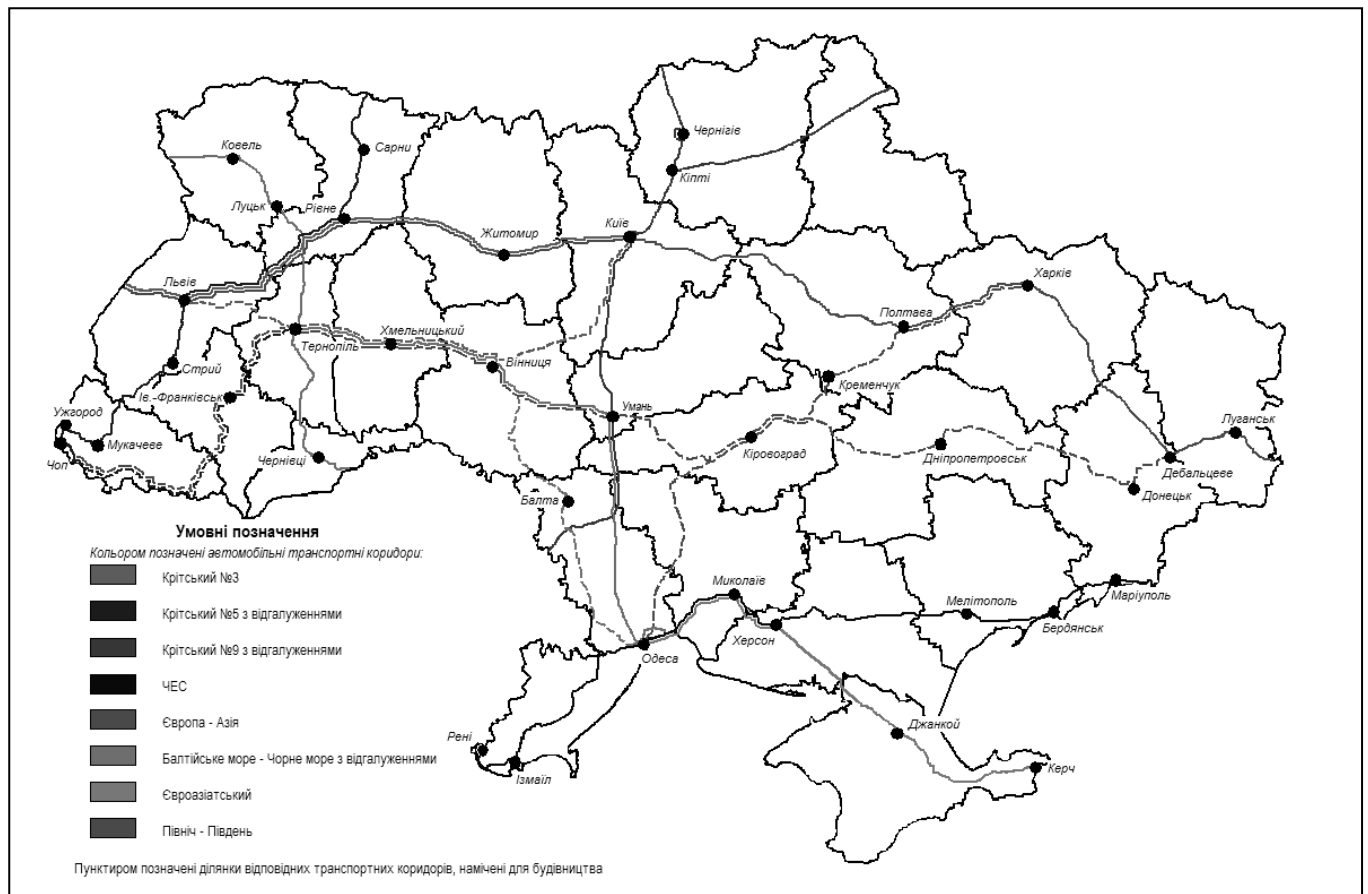 Чернігів
Ковель
Сарни
Кіпті
Луцьк
Рівне
Київ
Житомир
Харків
Львів
Полтава
Хмельницький
Тернопіль
Вінниця
Стрий
Кременчук
Ів.-Франківськ
Умань
Ужгород
Луганськ
Мукачеве
Кіровоград
Чоп
Чернівці
Дніпропетровськ
Дебальцеве
Донецьк
Балта
Умовні позначення
Кольором позначені автомобільні транспортні коридори:
Крітський №3
Миколаїв
Маріуполь
Мелітополь
Крітський №5 з відгалуженнями
Бердянськ
Херсон
Крітський №9 з відгалуженнями
Одеса
ЧЕС
Європа - Азія
Джанкой
Рені
Балтійське море - Чорне море з відгалуженнями
Керч
Ізмаїл
Євроазіатський
Північ - Південь
Пунктиром позначені ділянки відповідних транспортних коридорів, намічені для будівництва